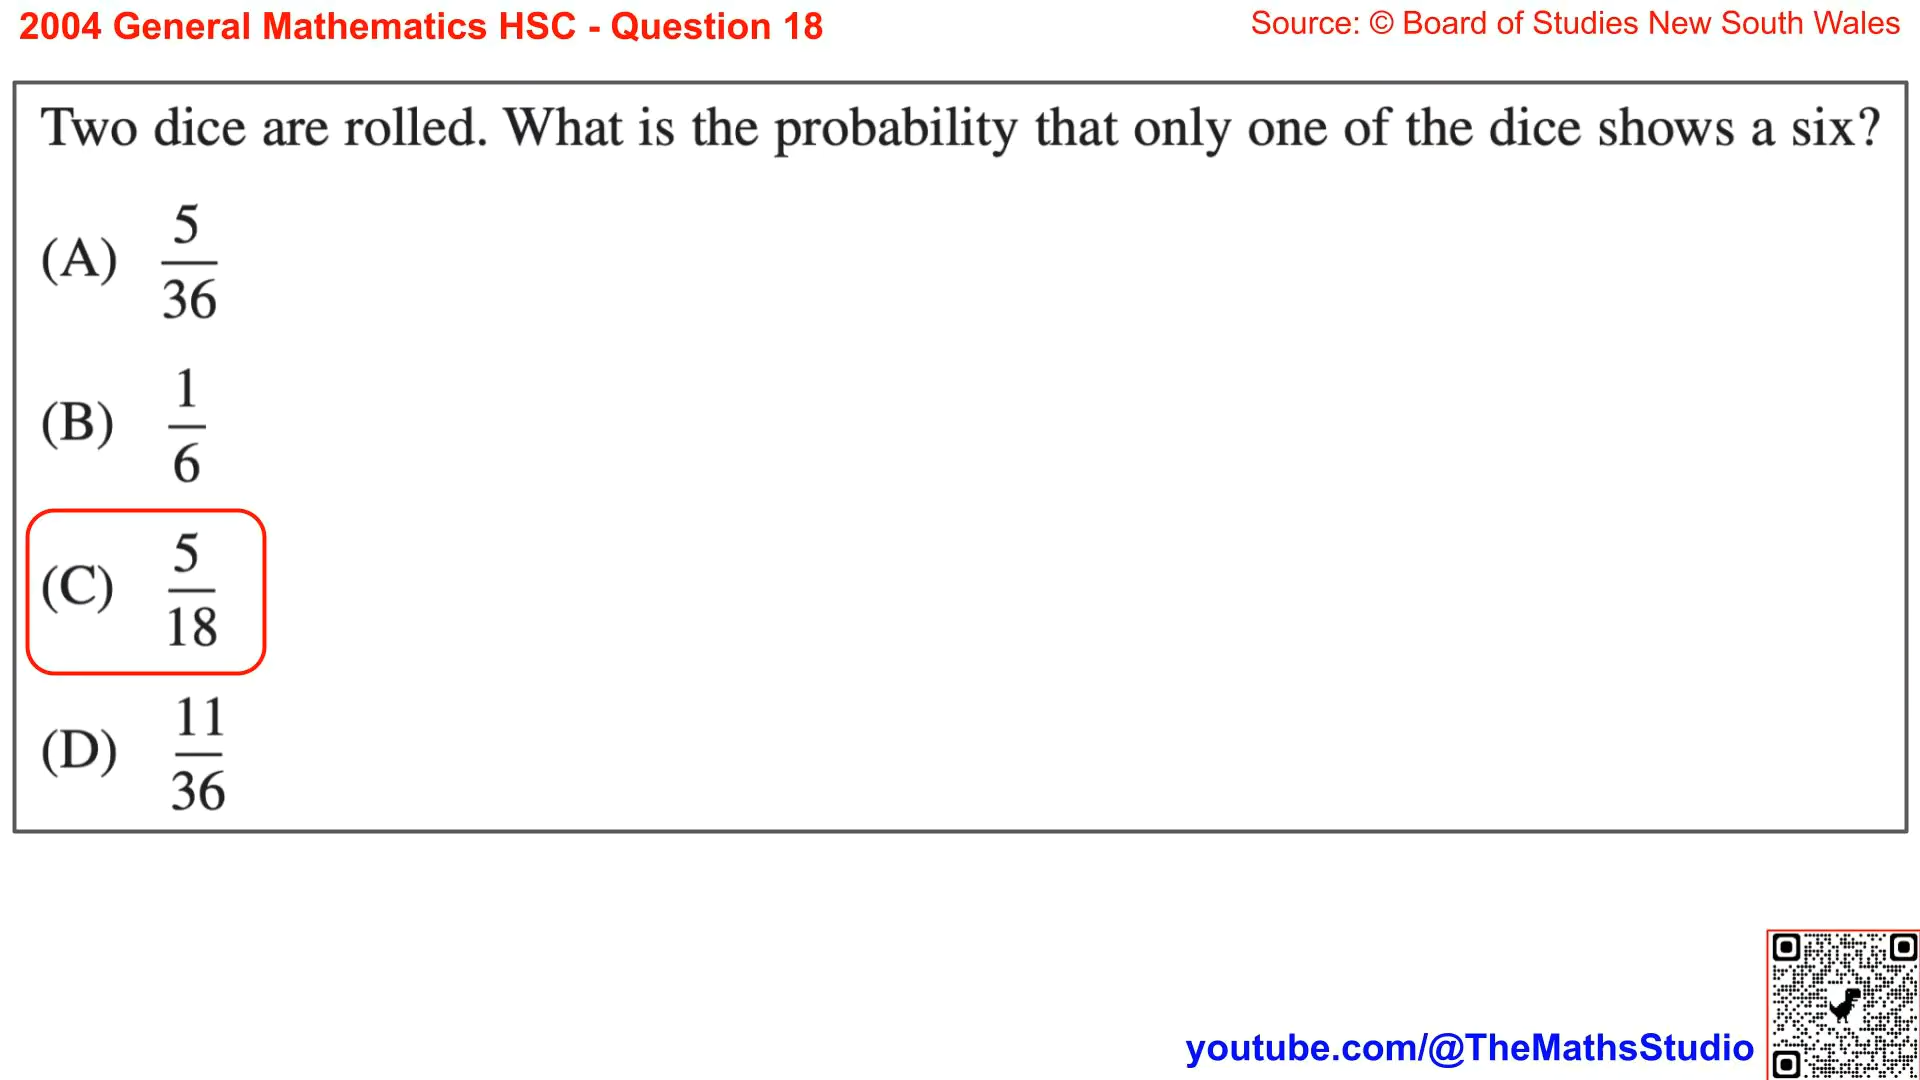 2004 General Mathematics HSC - Question 18
Source: © Board of Studies New South Wales
Two dice are rolled. What is the probability that only one of the dice shows a six?
(A) 5/36
(B) 1/6
(C) 5/18
(D) 11/36
youtube.com/@TheMathsStudio